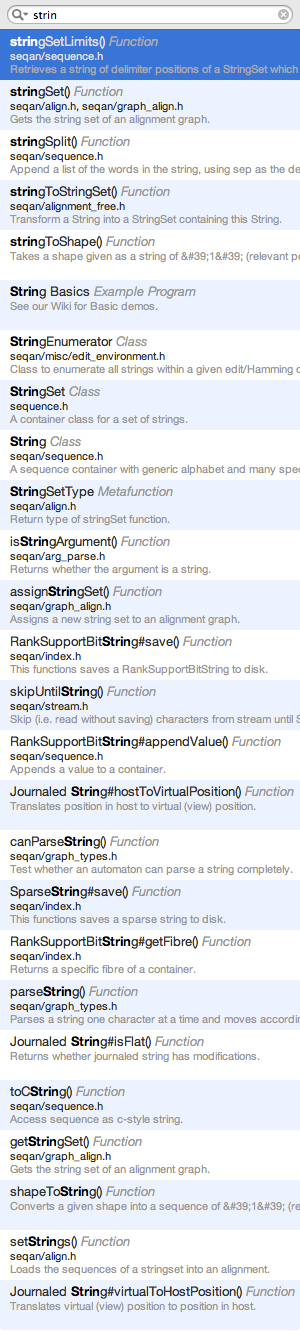 strin
stringSetLimits() Function
seqan/sequence.h
Retrieves a string of delimiter positions of a StringSet which
stringSet() Function
seqan/align.h, seqan/graph_align.h
Gets the string set of an alignment graph.
stringSplit() Function
seqan/sequence.h
Append a list of the words in the string, using sep as the de
stringToStringSet() Function
seqan/alignment_free.h
Transform a String into a StringSet containing this String.
stringToShape() Function
Takes a shape given as a string of &#39;1&#39; (relevant po
String Basics Example Program
See our Wiki for Basic demos.
StringEnumerator Class
seqan/misc/edit_environment.h
Class to enumerate all strings within a given edit/Hamming d
StringSet Class
sequence.h
A container class for a set of strings.
String Class
seqan/sequence.h
A sequence container with generic alphabet and many spec
StringSetType Metafunction
seqan/align.h
Return type of stringSet function.
isStringArgument() Function
seqan/arg_parse.h
Returns whether the argument is a string.
assignStringSet() Function
seqan/graph_align.h
Assigns a new string set to an alignment graph.
RankSupportBitString#save() Function
seqan/index.h
This functions saves a RankSupportBitString to disk.
skipUntilString() Function
seqan/stream.h
Skip (i.e. read without saving) characters from stream until S
RankSupportBitString#appendValue() Function
seqan/sequence.h
Appends a value to a container.
Journaled String#hostToVirtualPosition() Function
Translates position in host to virtual (view) position.
canParseString() Function
seqan/graph_types.h
Test whether an automaton can parse a string completely.
SparseString#save() Function
seqan/index.h
This functions saves a sparse string to disk.
RankSupportBitString#getFibre() Function
seqan/index.h
Returns a specific fibre of a container.
parseString() Function
seqan/graph_types.h
Parses a string one character at a time and moves accordin
Journaled String#isFlat() Function
Returns whether journaled string has modifications.
toCString() Function
seqan/sequence.h
Access sequence as c-style string.
getStringSet() Function
seqan/graph_align.h
Gets the string set of an alignment graph.
shapeToString() Function
Converts a given shape into a sequence of &#39;1&#39; (re
setStrings() Function
seqan/align.h
Loads the sequences of a stringset into an alignment.
Journaled String#virtualToHostPosition() Function
Translates virtual (view) position to position in host.